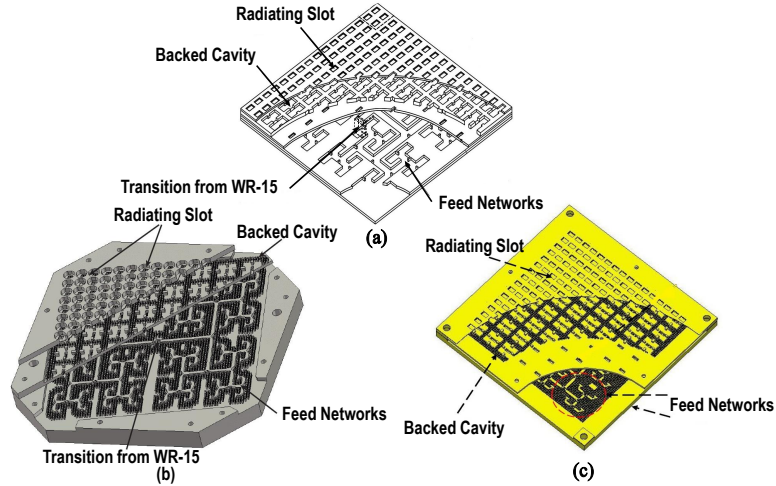 Radiating Slot
Backed Cavity
Transition from WR-15
Feed Networks
(a)
Radiating Slot
Backed Cavity
Feed Networks
Transition from WR-15
(b)
Radiating Slot
Backed Cavity
Feed Networks
(c)